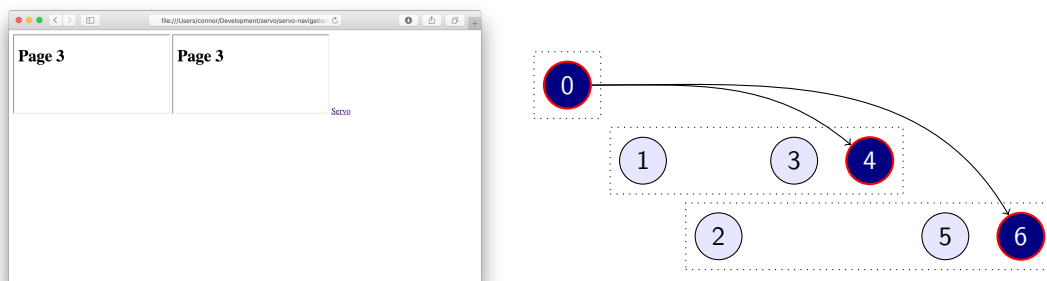 file:///Users/connor/Development/servo/servo-navigation
Page 3 Page 3
Servo
0
1 3 4
2 5 6